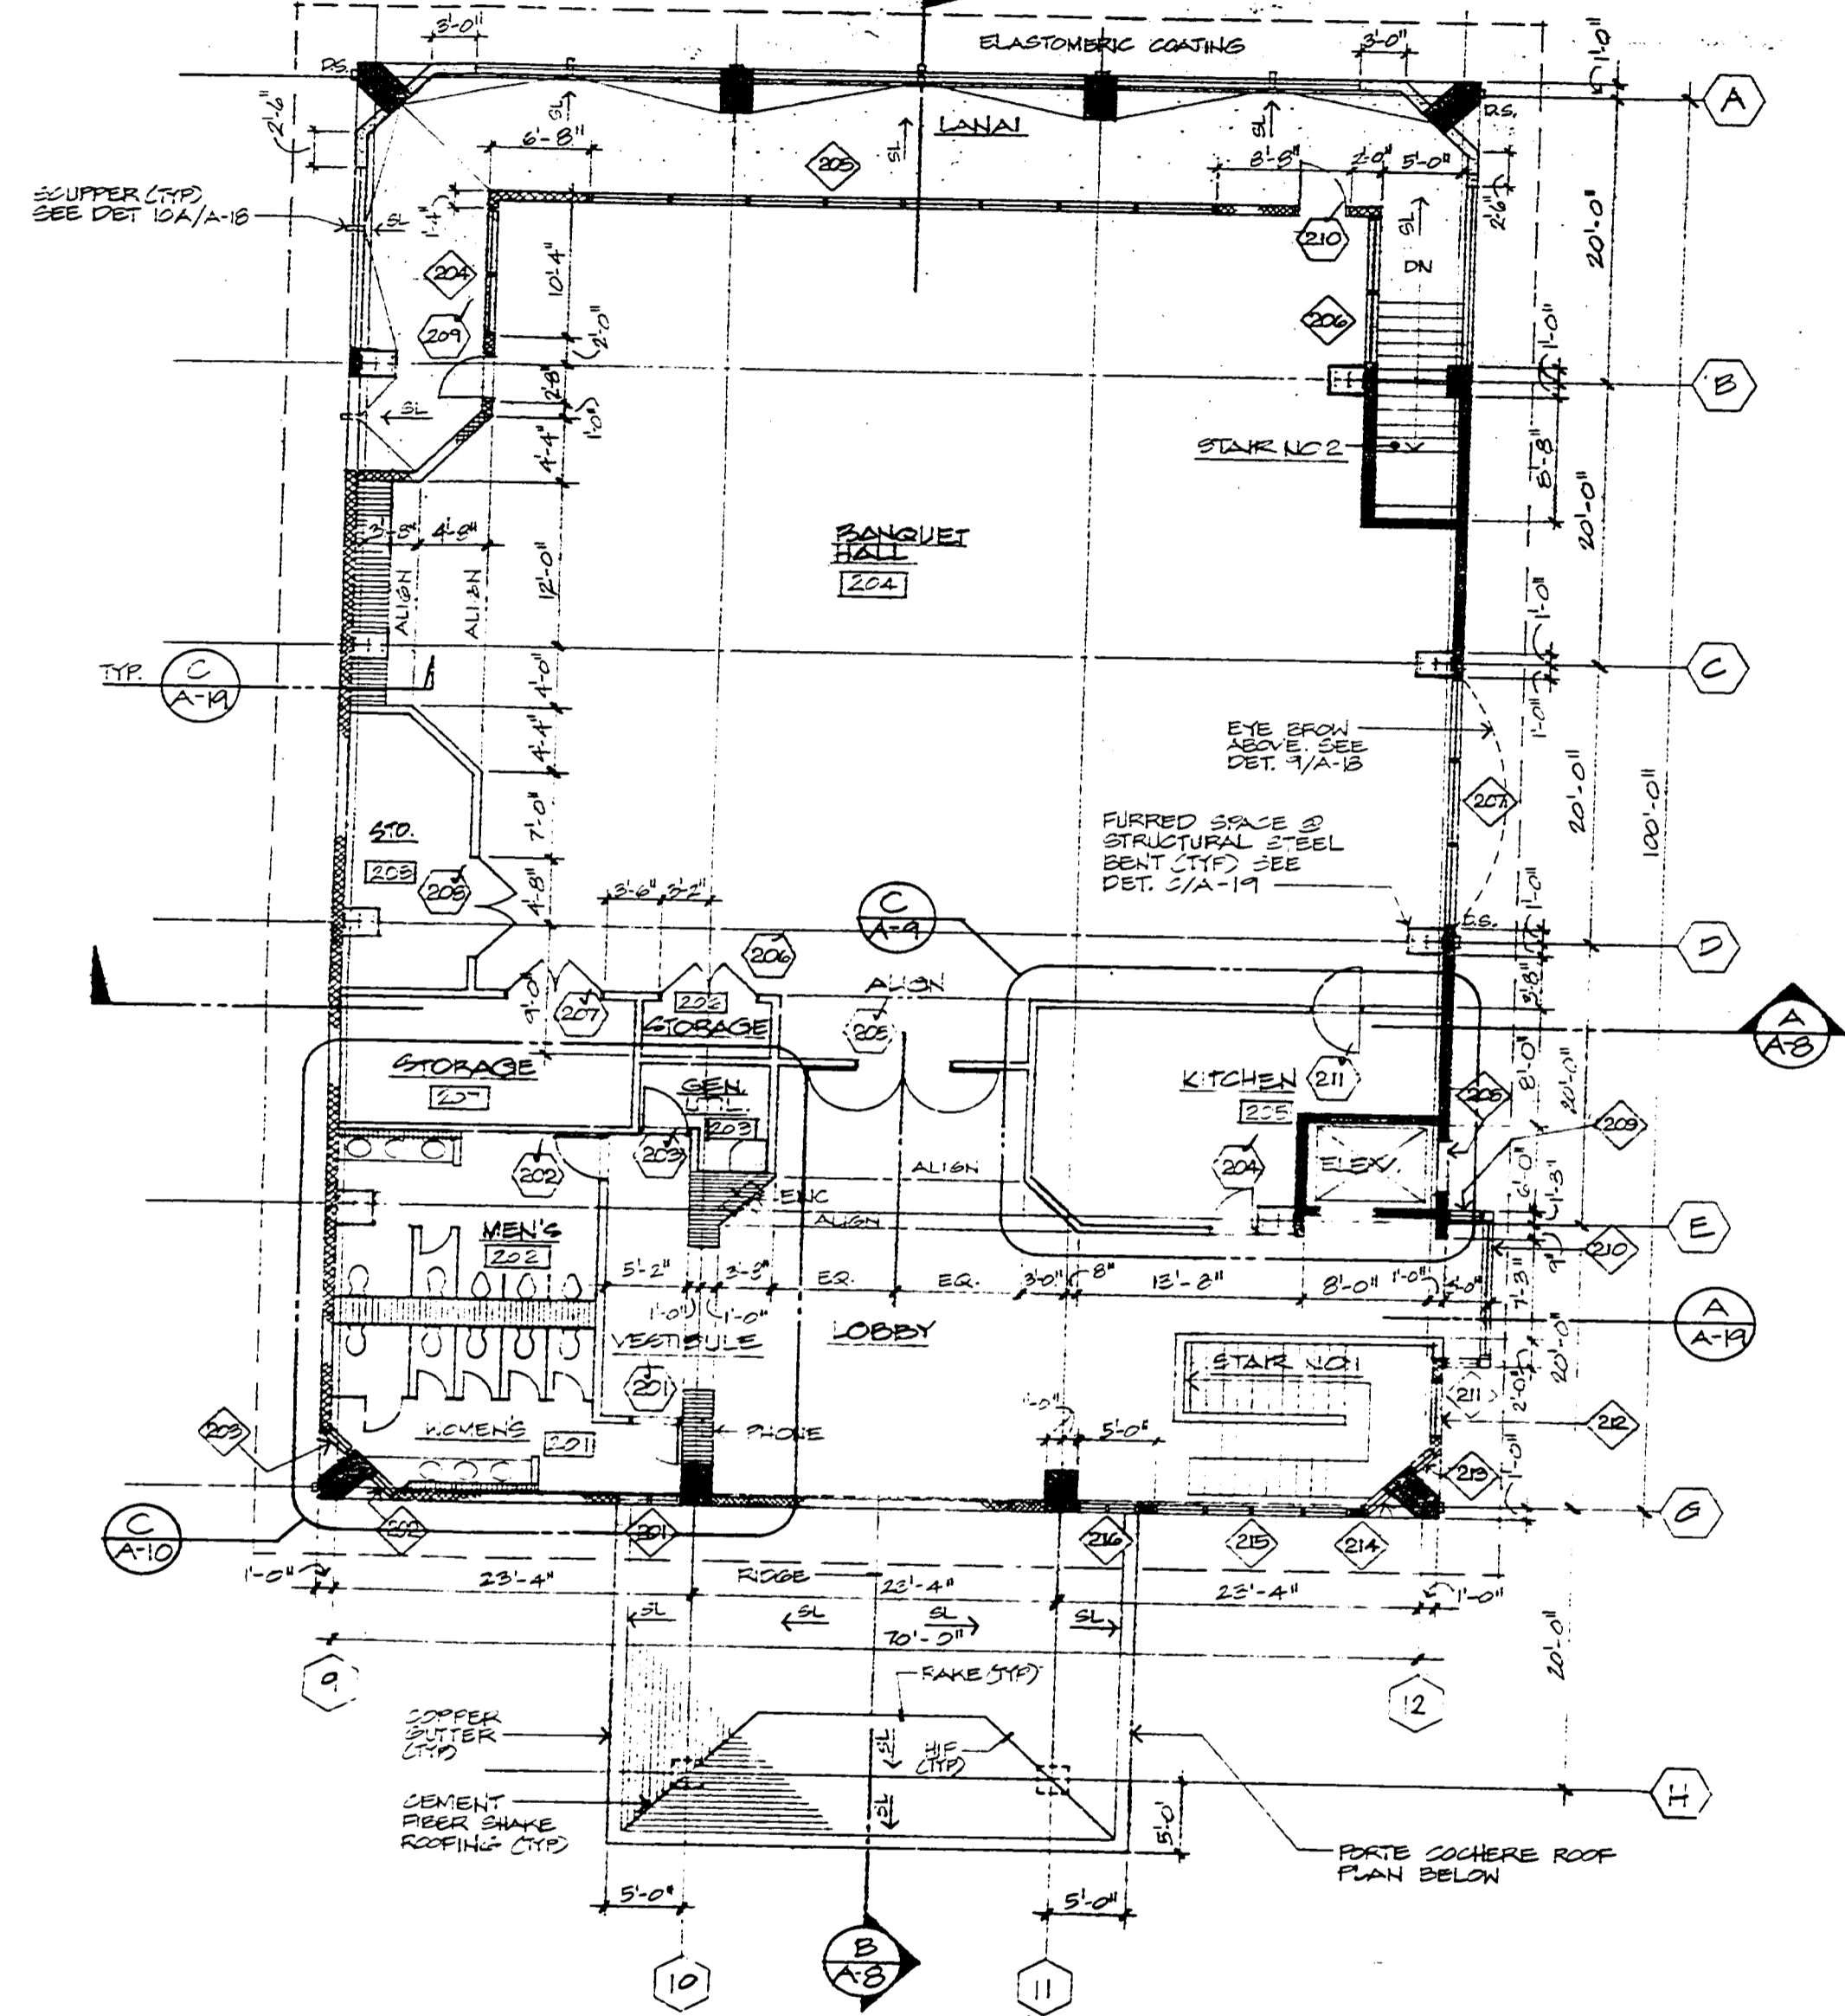 3'-0"
ELASTOMERIC COATING
3'-0"
1'-0"
D.S.
A
2'-6"
SL
6'-8"
SL
LANAI
SL
D.S.
205
8'-8"
2'-0"
5'-0"
SCUPPER (TYP)
SEE DET 10A/A-18
SL
1'-4"
204
10'-4"
210
SL
2'-6"
20'-0"
DN
209
2'-0"
206
1'-0"
2'-8"
B
SL
1'-0"
4'-4"
STAIR NO 2
8'-8"
3'-8"
4'-8"
BANQUET
HALL
204
20'-0"
ALIGN
ALIGN
12'-0"
1'-0"
TYP.
C
A-19
4'-0"
C
1'-0"
EYE BROW
ABOVE. SEE
DET. 9/A-18
4'-4"
207
20'-0"
100'-0"
STO.
7'-0"
FURRED SPACE @
STRUCTURAL STEEL
BENT (TYP) SEE
DET. C/A-19
208
4'-8"
3'-6"
3'-2"
C
A-9
1'-0"
D
206
ALIGN
3'-8"
9'-0"
207
STORAGE
205
A
A-8
STORAGE
207
GEN.
UTIL.
203
KITCHEN
205
211
8'-0"
20'-0"
208
209
202
203
ALIGN
204
ELEV.
6'-0"
1'-3"
ALIGN
E
MEN'S
202
210
9"
5'-2"
3'-8"
EQ.
EQ.
3'-0"
8"
13'-8"
8'-0"
1'-0"
4'-0"
7'-3"
1'-0"
1'-0"
VESTIBULE
LOBBY
A
A-19
STAIR NO. 1
20'-0"
201
211
2'-0"
203
WOMEN'S
201
PHONE
1'-0"
5'-0"
212
213
1'-0"
G
C
A-10
202
201
216
215
214
1'-0"
23'-4"
RIDGE
23'-4"
23'-4"
1'-0"
SL
SL
SL
SL
70'-0"
20'-0"
9
RAKE (TYP)
12
COPPER
GUTTER
(TYP)
SL
HIP
(TYP)
H
CEMENT
FIBER SHAKE
ROOFING (TYP)
SL
5'-0"
PORTE COCHERE ROOF
PLAN BELOW
5'-0"
5'-0"
B
A-8
10
11